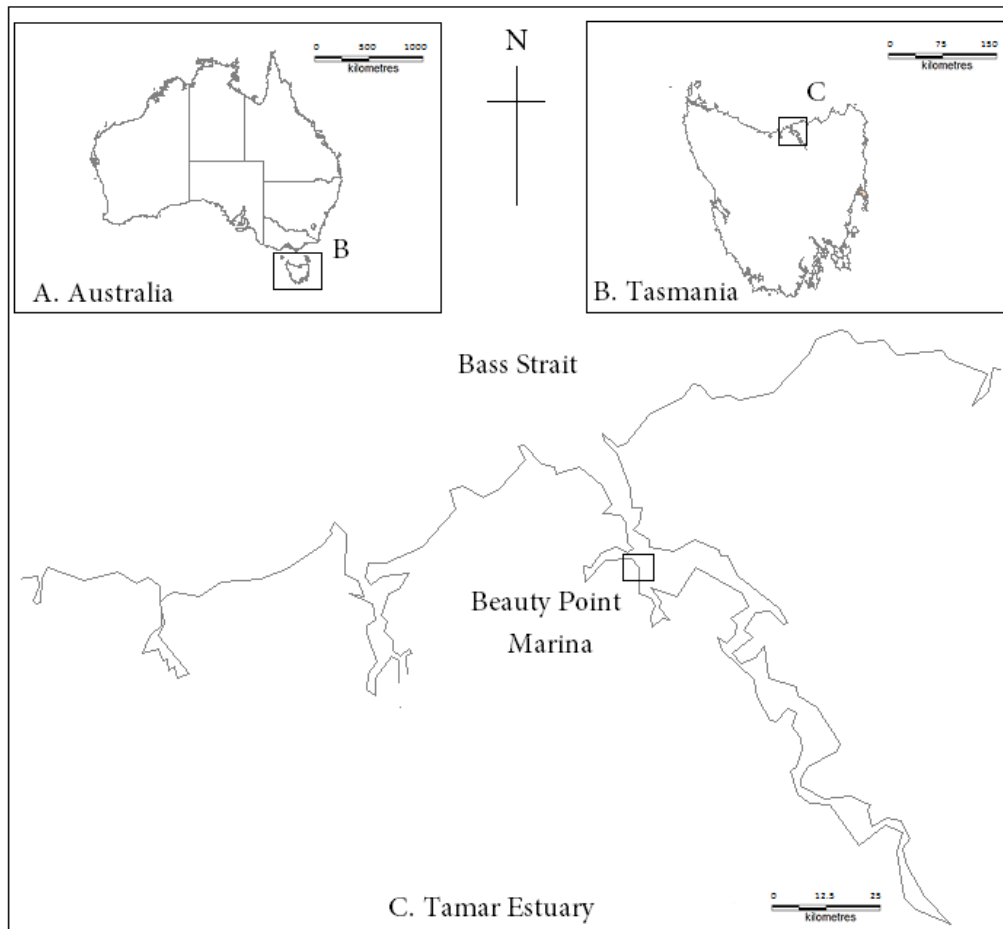 0 500 1000
kilometres
B
A. Australia
N
0 75 150
kilometres
C
B. Tasmania
Bass Strait
Beauty Point
Marina
0 12.5 25
kilometres
C. Tamar Estuary